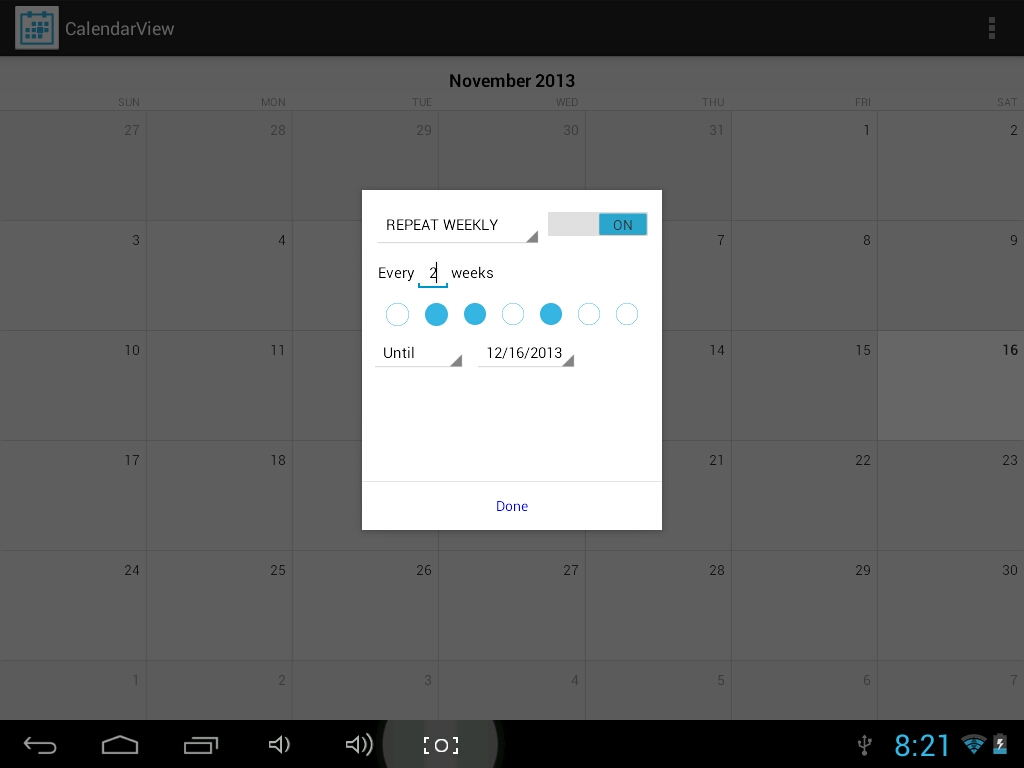 CalendarView
November 2013
SUN MON TUE WED THU FRI SAT
27 28 29 30 31 1 2
REPEAT WEEKLY ON
3 4 7 8 9
Every 2 weeks
10 11 14 15 16
Until 12/16/2013
17 18 21 22 23
Done
24 25 26 27 28 29 30
1 2 3 4 5 6 7
8:21